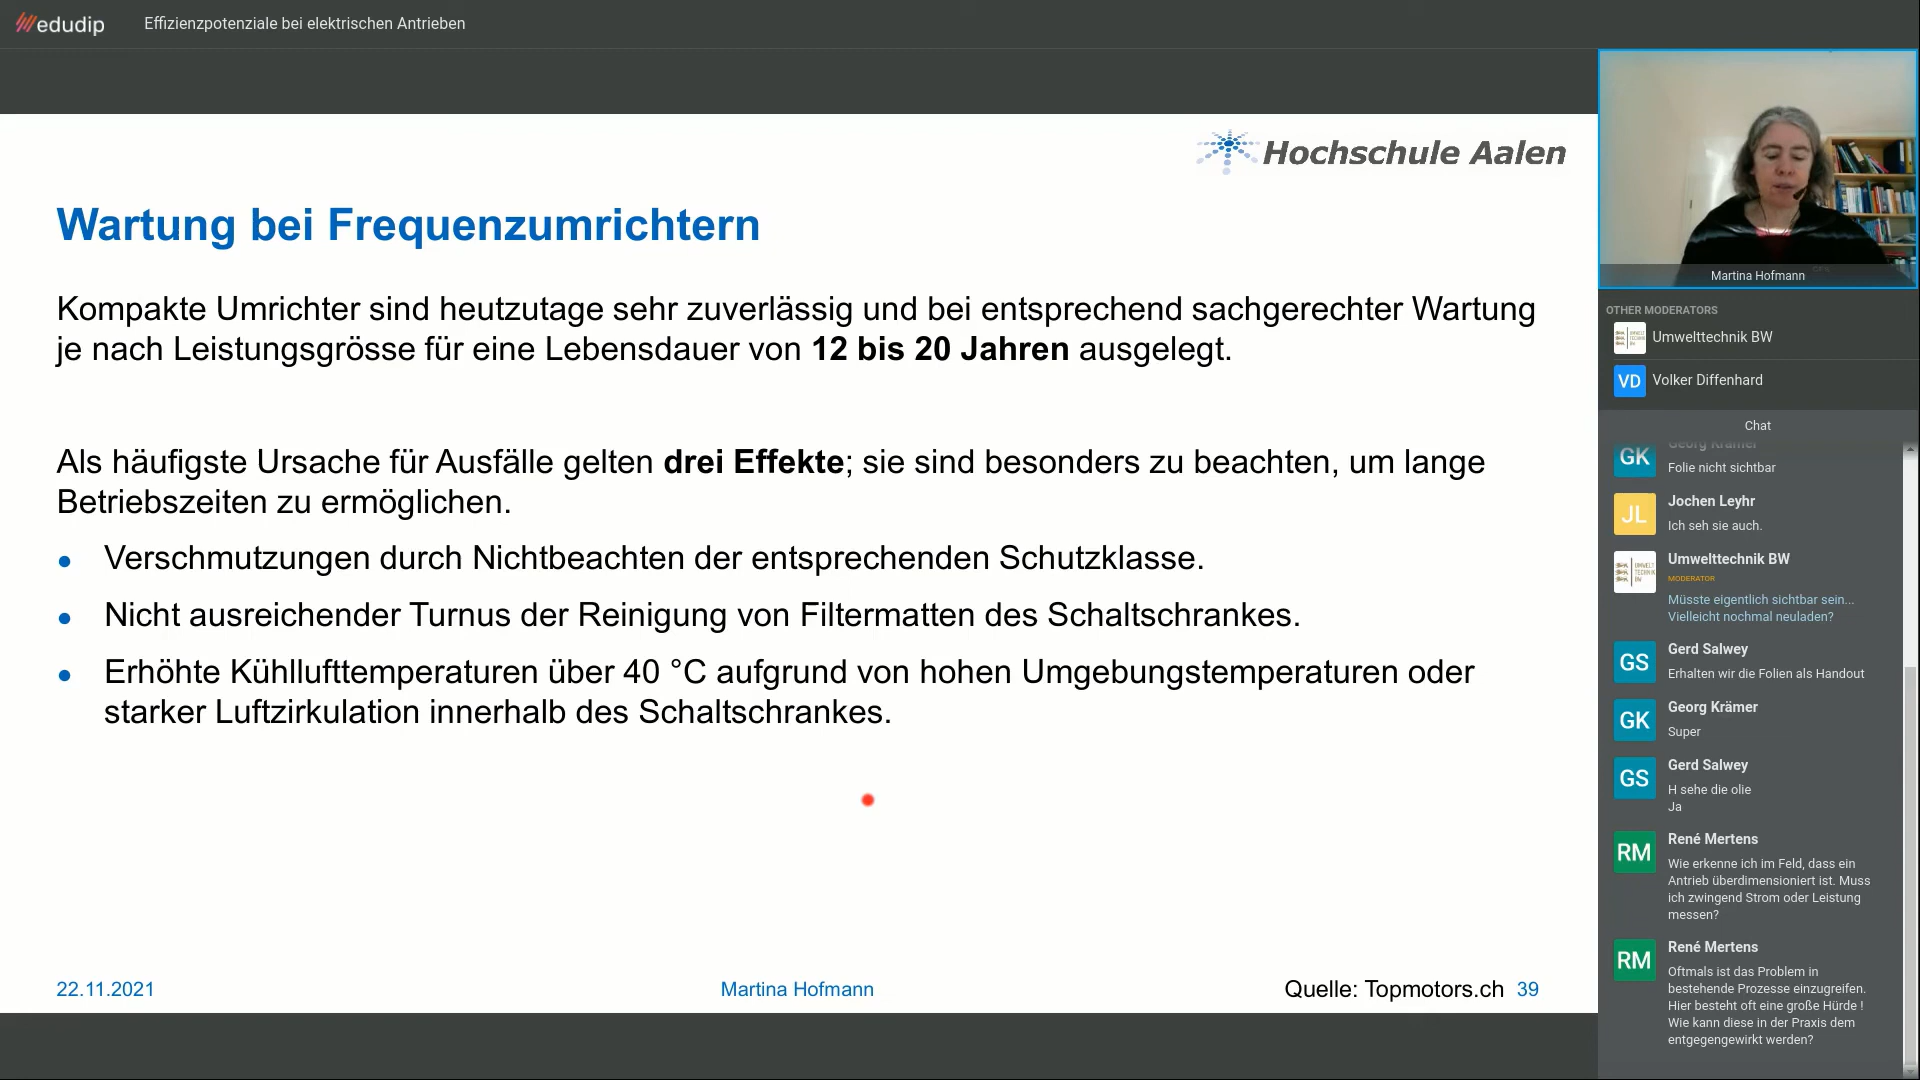 edudip
Effizienzpotenziale bei elektrischen Antrieben
Hochschule Aalen
Wartung bei Frequenzumrichtern
Kompakte Umrichter sind heutzutage sehr zuverlässig und bei entsprechend sachgerechter Wartung
je nach Leistungsgrösse für eine Lebensdauer von 12 bis 20 Jahren ausgelegt.
Als häufigste Ursache für Ausfälle gelten drei Effekte; sie sind besonders zu beachten, um lange
Betriebszeiten zu ermöglichen.
• Verschmutzungen durch Nichtbeachten der entsprechenden Schutzklasse.
• Nicht ausreichender Turnus der Reinigung von Filtermatten des Schaltschrankes.
• Erhöhte Kühllufttemperaturen über 40 °C aufgrund von hohen Umgebungstemperaturen oder
starker Luftzirkulation innerhalb des Schaltschrankes.
22.11.2021
Martina Hofmann
Quelle: Topmotors.ch 39
Martina Hofmann
OTHER MODERATORS
Umwelttechnik BW
VD Volker Diffenhard
Chat
Georg Krämer
GK
Folie nicht sichtbar
Jochen Leyhr
JL
Ich seh sie auch.
Umwelttechnik BW
MODERATOR
Müsste eigentlich sichtbar sein...
Vielleicht nochmal neuladen?
Gerd Salwey
GS
Erhalten wir die Folien als Handout
Georg Krämer
GK
Super
Gerd Salwey
GS
H sehe die olie
Ja
René Mertens
RM
Wie erkenne ich im Feld, dass ein
Antrieb überdimensioniert ist. Muss
ich zwingend Strom oder Leistung
messen?
René Mertens
RM
Oftmals ist das Problem in
bestehende Prozesse einzugreifen.
Hier besteht oft eine große Hürde !
Wie kann diese in der Praxis dem
entgegengewirkt werden?